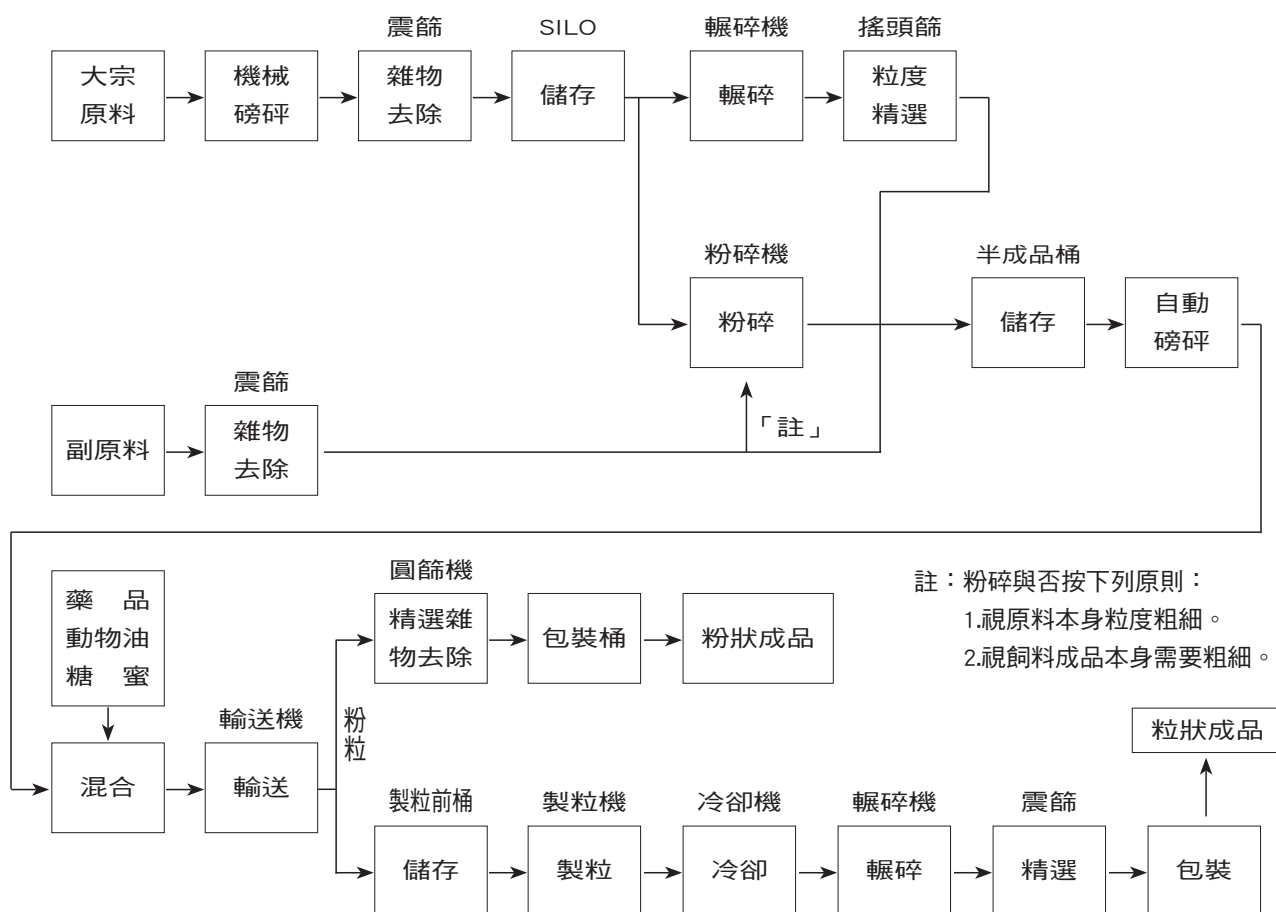 震篩
SILO
輾碎機
搖頭篩
大宗
原料
機械
磅砰
雜物
去除
儲存
輾碎
粒度
精選
粉碎機
半成品桶
粉碎
儲存
自動
磅砰
震篩
副原料
雜物
去除
「註」
藥 品
動物油
糖 蜜
圓篩機
精選雜
物去除
包裝桶
粉狀成品
註：粉碎與否按下列原則：
1.視原料本身粒度粗細。
2.視飼料成品本身需要粗細。
混合
輸送機
輸送
粉
粒
粒狀成品
製粒前桶
製粒機
冷卻機
輾碎機
震篩
儲存
製粒
冷卻
輾碎
精選
包裝